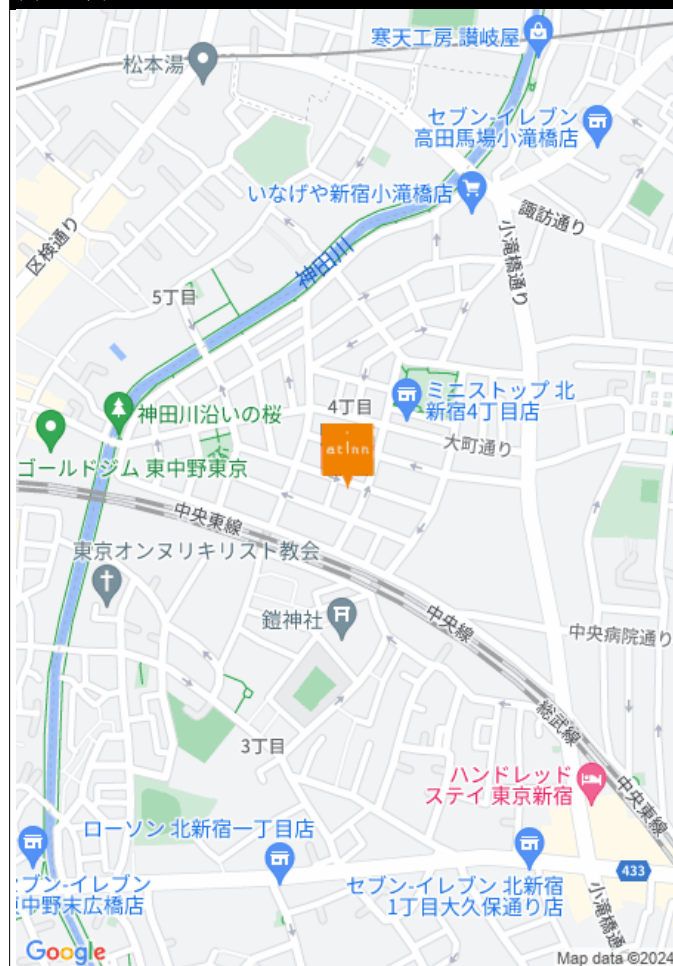 寒天工房 讃岐屋
松本湯
セブン-イレブン
高田馬場小滝橋店
いなげや新宿小滝橋店
諏訪通り
小滝橋通り
区検通り
神田川
5丁目
ミニストップ 北
新宿4丁目店
4丁目
神田川沿いの桜
atinn
大町通り
ゴールドジム 東中野東京
中央東線
東京オンヌリキリスト教会
鎧神社
中央線
中央病院通り
総武線
3丁目
ハンドレッド
ステイ 東京新宿
中央東線
ローソン 北新宿一丁目店
433
ブン-イレブン
中野末広橋店
セブン-イレブン 北新宿
1丁目大久保通り店
小滝橋通
Google
Map data ©2024